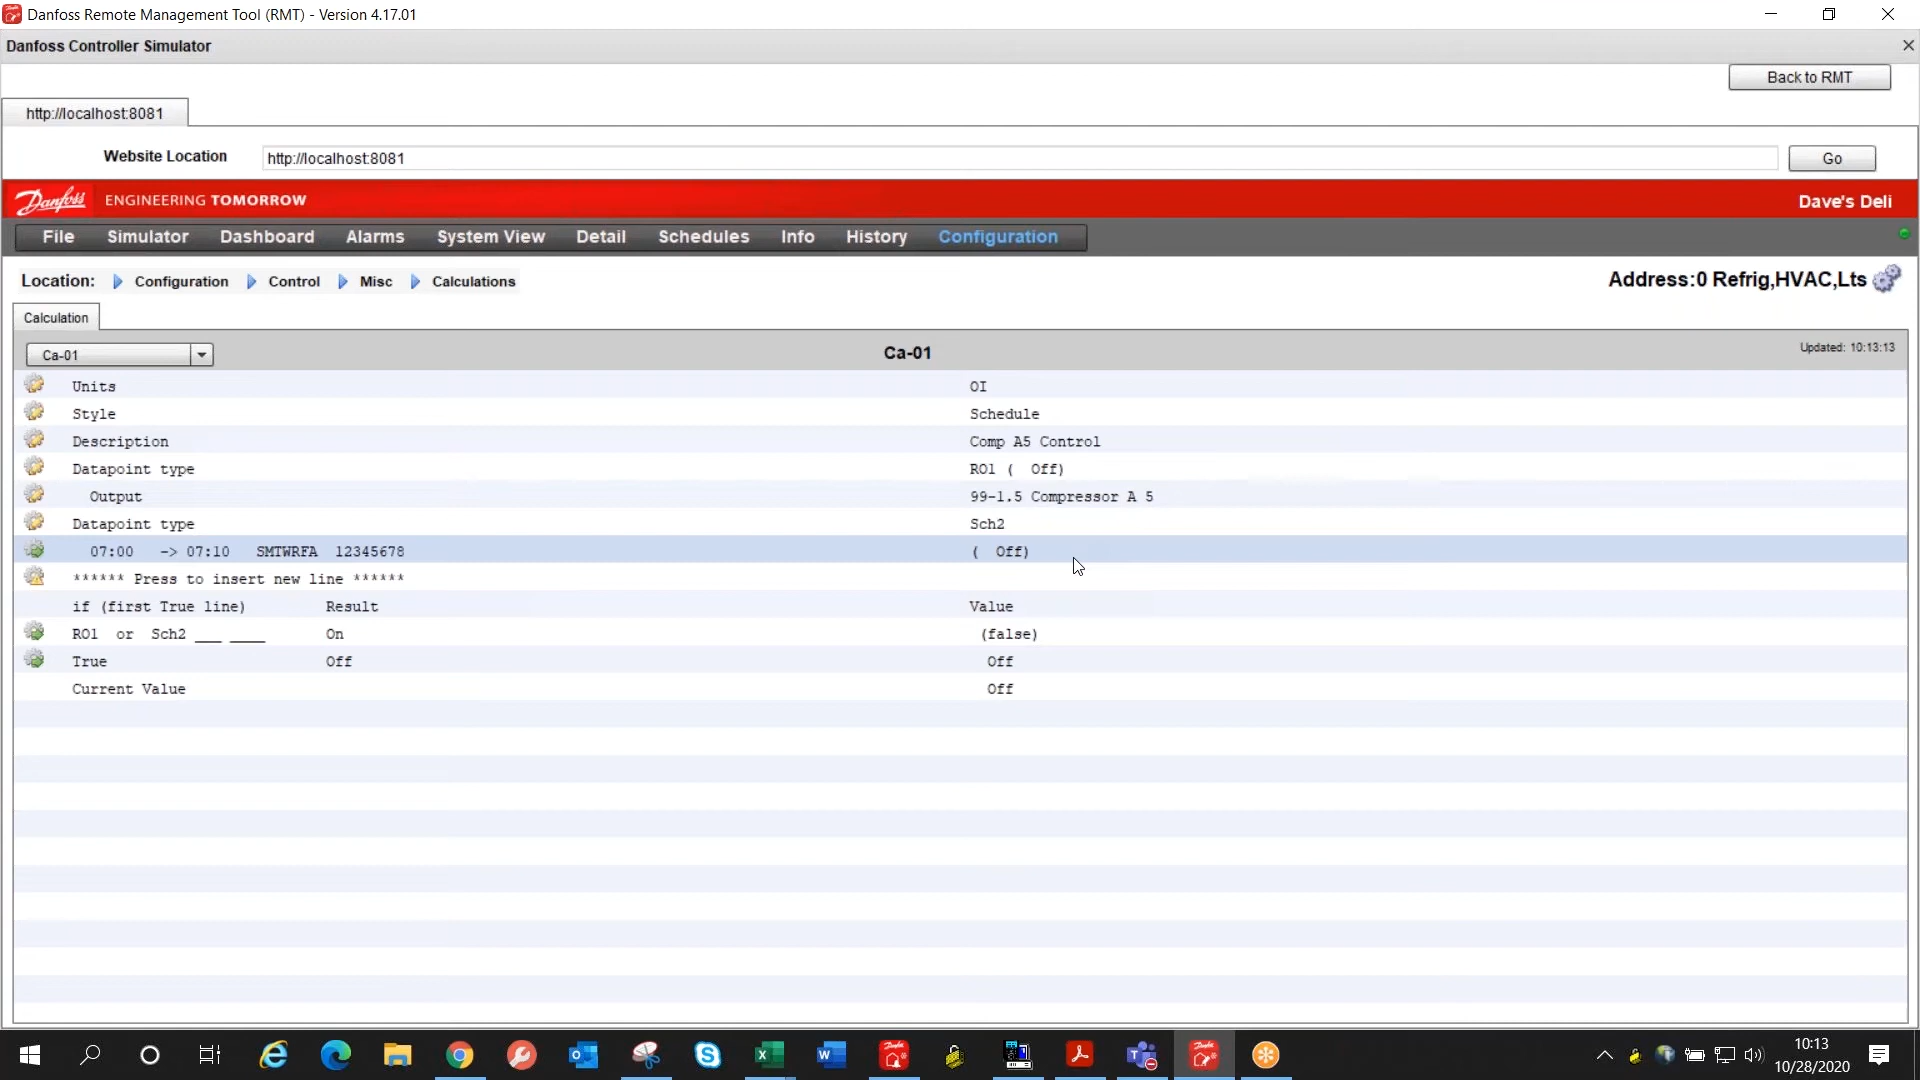 Danfoss Remote Management Tool (RMT) - Version 4.17.01
Danfoss Controller Simulator
Back to RMT
http://localhost:8081
Website Location http://localhost:8081 Go
Danfoss ENGINEERING TOMORROW Dave's Deli
File Simulator Dashboard Alarms System View Detail Schedules Info History Configuration
Location: Configuration Control Misc Calculations Address:0 Refrig,HVAC,Lts
Calculation
Ca-01 Ca-01 Updated: 10:13:13
Units OI
Style Schedule
Description Comp A5 Control
Datapoint type RO1 ( Off)
Output 99-1.5 Compressor A 5
Datapoint type Sch2
07:00 -> 07:10 SMTWRFA 12345678 ( Off)
****** Press to insert new line ******
if (first True line) Result Value
RO1 or Sch2 ___ ____ On (false)
True Off Off
Current Value Off
10:13
10/28/2020